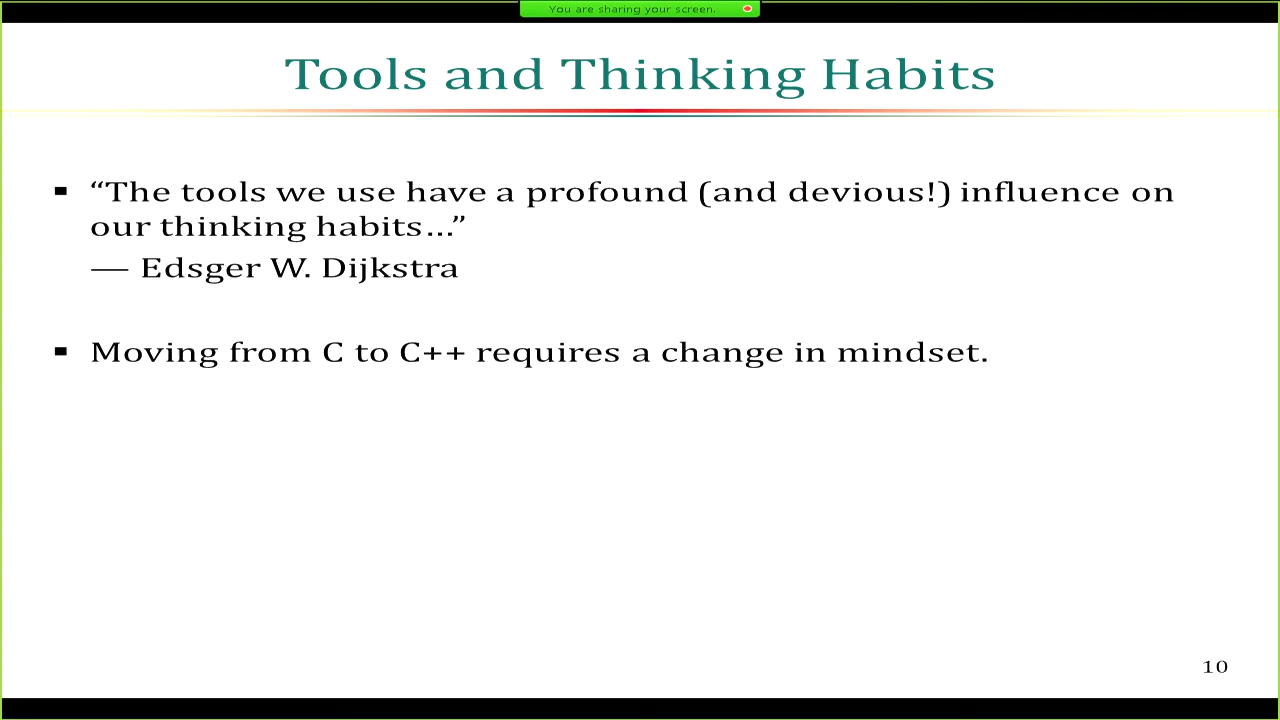 You are sharing your screen.
Tools and Thinking Habits
▪ “The tools we use have a profound (and devious!) influence on
our thinking habits…”
— Edsger W. Dijkstra
▪ Moving from C to C++ requires a change in mindset.
10